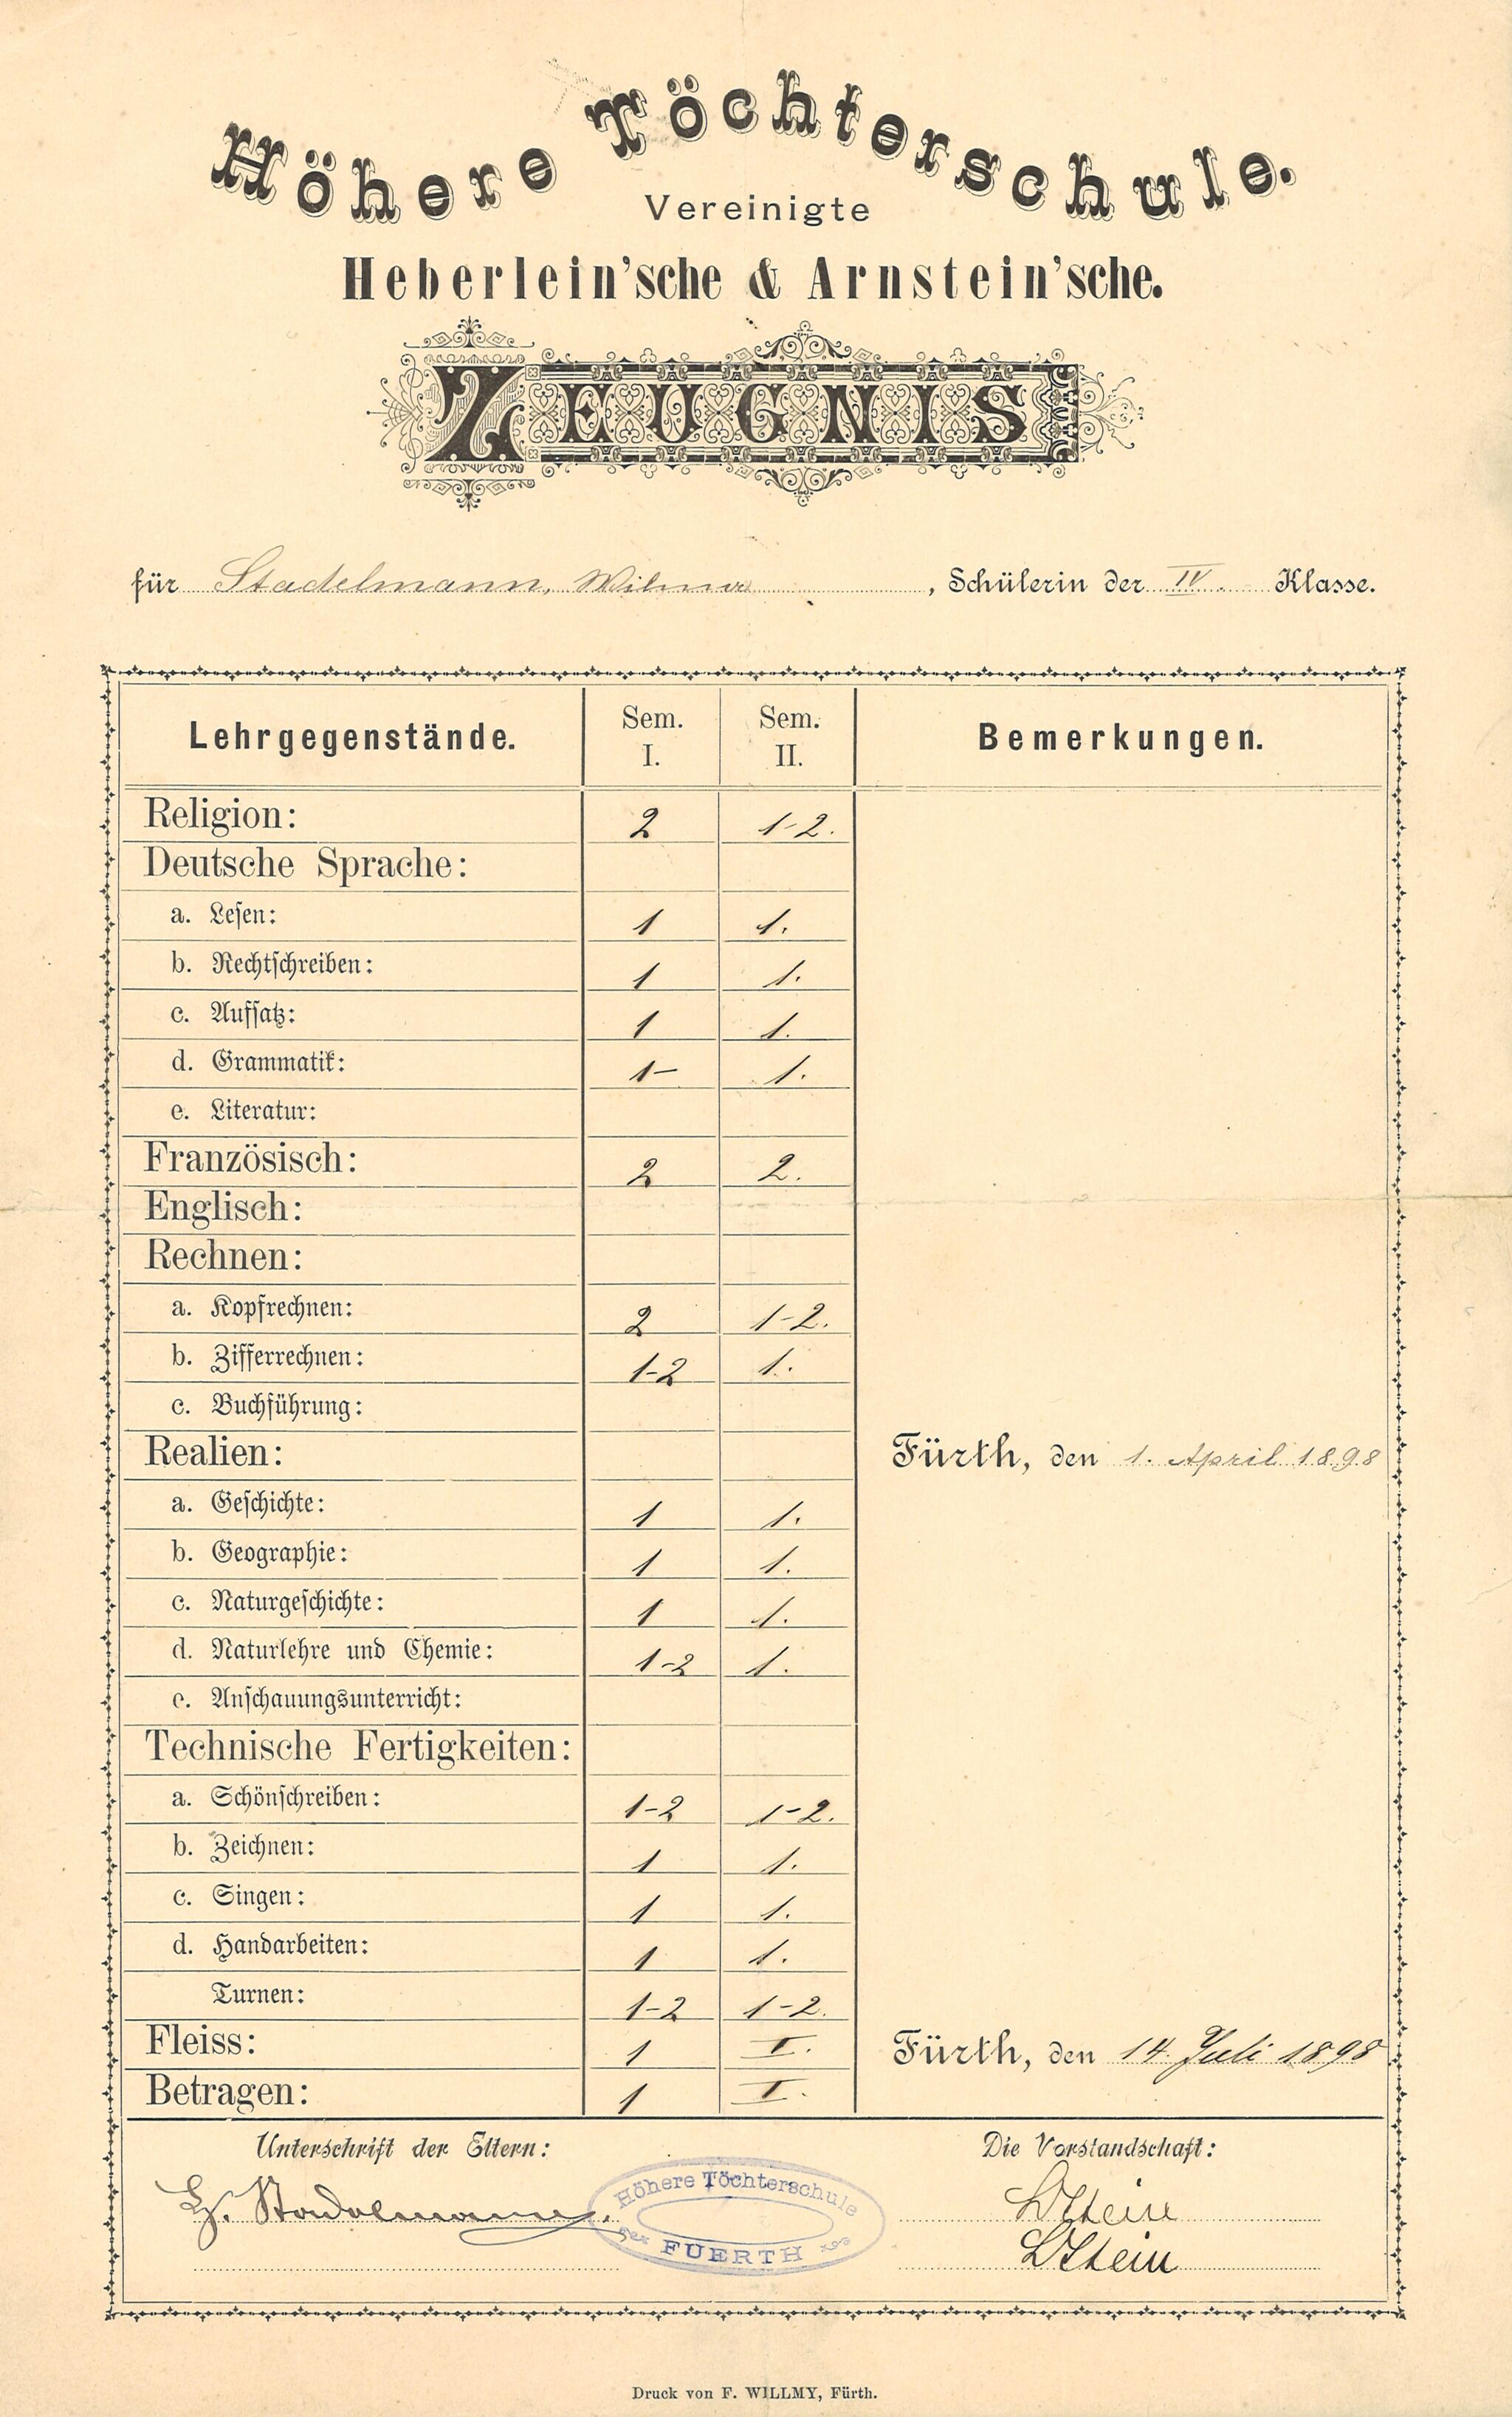 Höhere Töchterschule.
Vereinigte
Heberlein'sche & Arnstein'sche.
ZEUGNIS
für Stadelmann, Wilma, Schülerin der IV. Klasse.
Lehrgegenstände. Sem. I. Sem. II. Bemerkungen.
Religion: 2 1-2.
Deutsche Sprache:
a. Lesen: 1 1.
b. Rechtschreiben: 1 1.
c. Aufsatz: 1 1.
d. Grammatik: 1- 1.
e. Literatur:
Französisch: 2 2.
Englisch:
Rechnen:
a. Kopfrechnen: 2 1-2.
b. Zifferrechnen: 1-2 1.
c. Buchführung:
Realien: Fürth, den 1. April 1898
a. Geschichte: 1 1.
b. Geographie: 1 1.
c. Naturgeschichte: 1 1.
d. Naturlehre und Chemie: 1-2 1.
e. Anschauungsunterricht:
Technische Fertigkeiten:
a. Schönschreiben: 1-2 1-2.
b. Zeichnen: 1 1.
c. Singen: 1 1.
d. Handarbeiten: 1 1.
Turnen: 1-2 1-2.
Fleiss: 1 I. Fürth, den 14. Juli 1898
Betragen: 1 I.
Unterschrift der Eltern: Die Vorstandschaft:
Stadelmann. Höhere Töchterschule FUERTH Stein
Stein
Druck von F. WILLMY, Fürth.